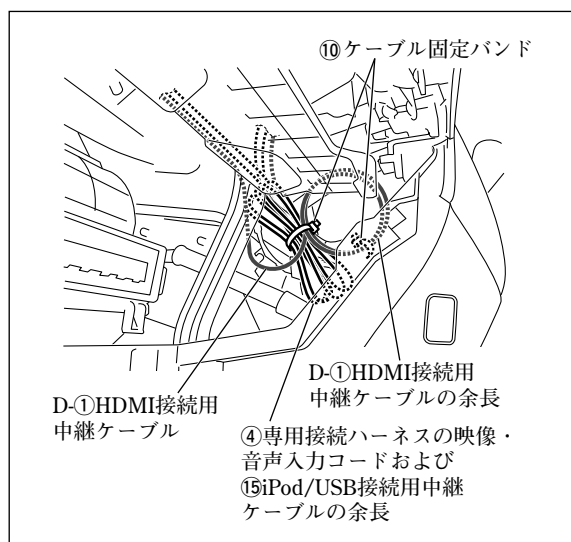 ⑩ケーブル固定バンド
D-①HDMI接続用
中継ケーブルの余長
D-①HDMI接続用
中継ケーブル
④専用接続ハーネスの映像・
音声入力コードおよび
⑮iPod/USB接続用中継
ケーブルの余長